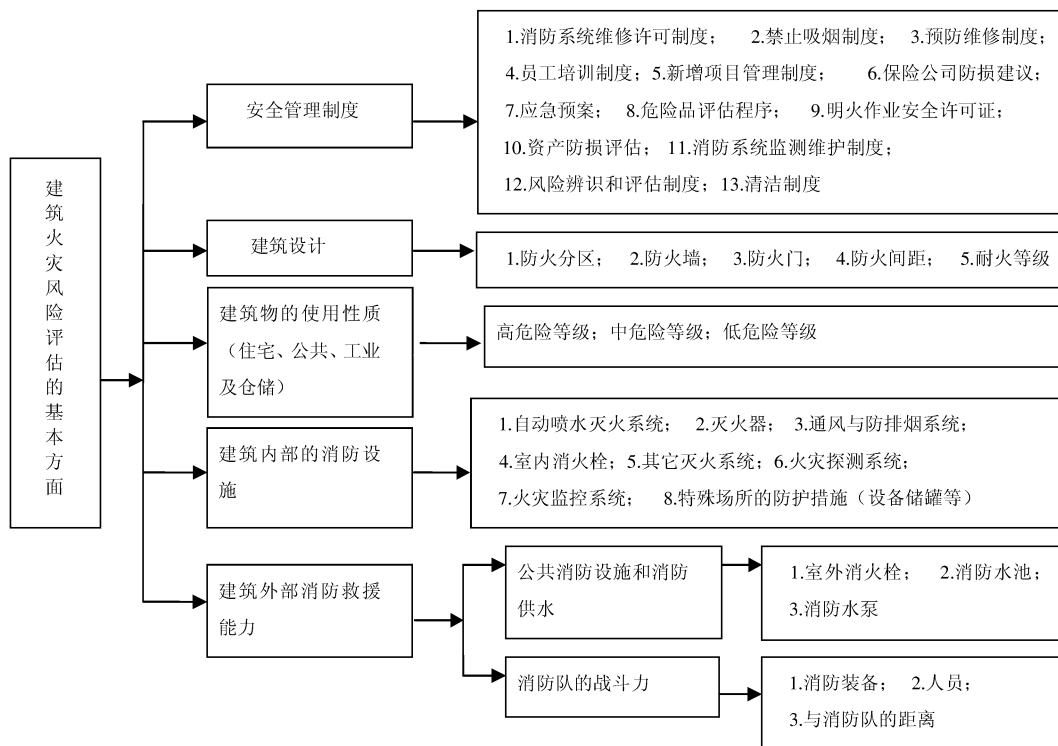 建筑火灾风险评估的基本方面
安全管理制度
1.消防系统维修许可制度； 2.禁止吸烟制度； 3.预防维修制度；
4.员工培训制度；5.新增项目管理制度； 6.保险公司防损建议；
7.应急预案； 8.危险品评估程序； 9.明火作业安全许可证；
10.资产防损评估； 11.消防系统监测维护制度；
12.风险辨识和评估制度；13.清洁制度
建筑设计
1.防火分区； 2.防火墙； 3.防火门； 4.防火间距； 5.耐火等级
建筑物的使用性质
（住宅、公共、工业
及仓储）
高危险等级；中危险等级；低危险等级
建筑内部的消防设
施
1.自动喷水灭火系统； 2.灭火器； 3.通风与防排烟系统；
4.室内消火栓；5.其它灭火系统；6.火灾探测系统；
7.火灾监控系统； 8.特殊场所的防护措施（设备储罐等）
建筑外部消防救援
能力
公共消防设施和消防
供水
1.室外消火栓； 2.消防水池；
3.消防水泵
消防队的战斗力
1.消防装备； 2.人员；
3.与消防队的距离